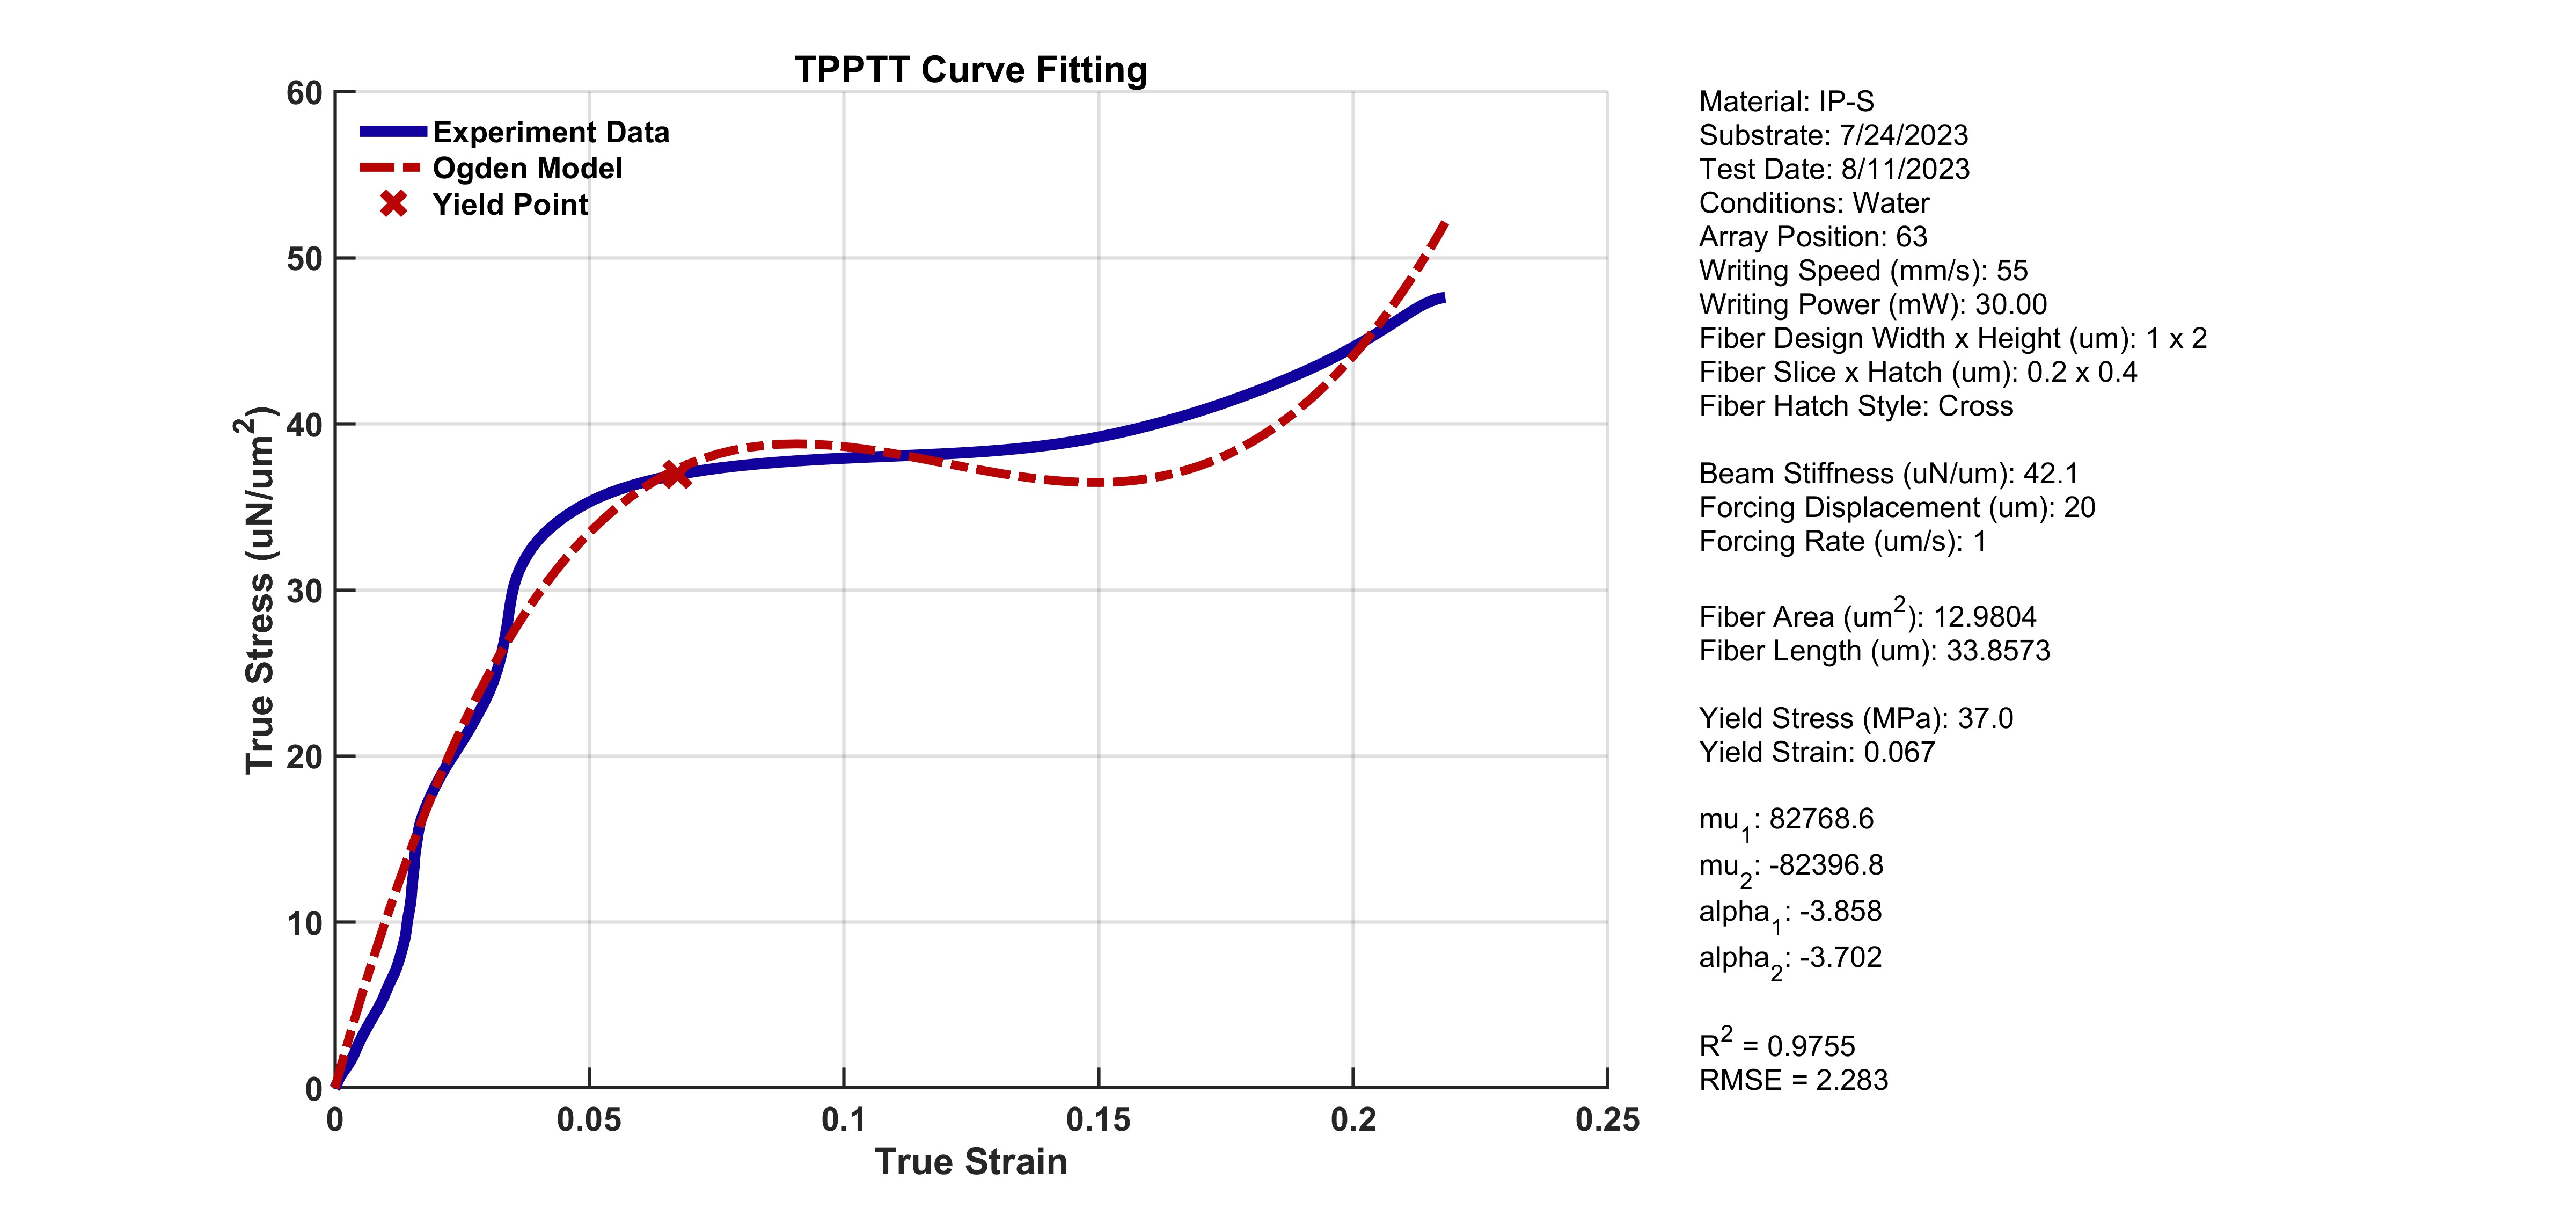 TPPTT Curve Fitting
60
50
40
30
20
10
0
True Stress (uN/um²)
Experiment Data
Ogden Model
Yield Point
0
0.05
0.1
0.15
0.2
0.25
True Strain
Material: IP-S
Substrate: 7/24/2023
Test Date: 8/11/2023
Conditions: Water
Array Position: 63
Writing Speed (mm/s): 55
Writing Power (mW): 30.00
Fiber Design Width x Height (um): 1 x 2
Fiber Slice x Hatch (um): 0.2 x 0.4
Fiber Hatch Style: Cross
Beam Stiffness (uN/um): 42.1
Forcing Displacement (um): 20
Forcing Rate (um/s): 1
Fiber Area (um²): 12.9804
Fiber Length (um): 33.8573
Yield Stress (MPa): 37.0
Yield Strain: 0.067
mu₁: 82768.6
mu₂: -82396.8
alpha₁: -3.858
alpha₂: -3.702
R² = 0.9755
RMSE = 2.283